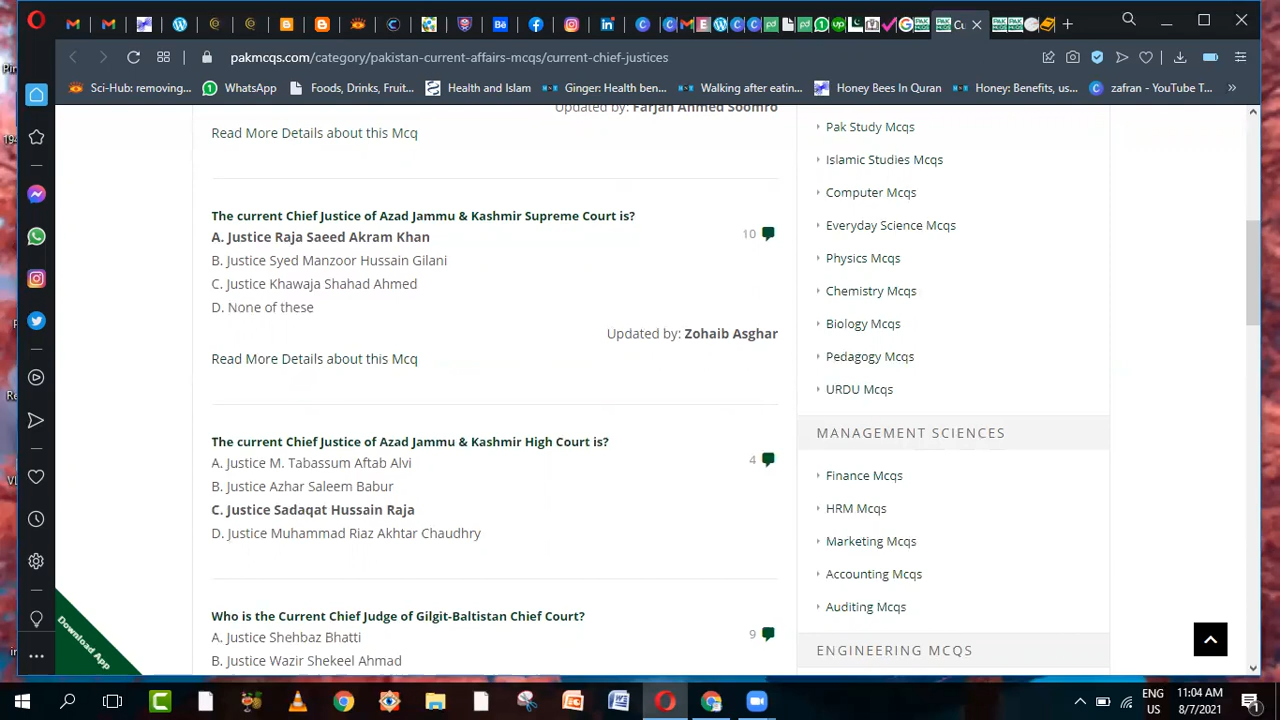 Cu
pakmcqs.com/category/pakistan-current-affairs-mcqs/current-chief-justices
Sci-Hub: removing...
WhatsApp
Foods, Drinks, Fruit...
Health and Islam
Ginger: Health ben...
Walking after eatin...
Honey Bees In Quran
Honey: Benefits, us...
zafran - YouTube T...
Updated by: Farjan Ahmed Soomro
Read More Details about this Mcq
The current Chief Justice of Azad Jammu & Kashmir Supreme Court is?
10
A. Justice Raja Saeed Akram Khan
B. Justice Syed Manzoor Hussain Gilani
C. Justice Khawaja Shahad Ahmed
D. None of these
Updated by: Zohaib Asghar
Read More Details about this Mcq
The current Chief Justice of Azad Jammu & Kashmir High Court is?
4
A. Justice M. Tabassum Aftab Alvi
B. Justice Azhar Saleem Babur
C. Justice Sadaqat Hussain Raja
D. Justice Muhammad Riaz Akhtar Chaudhry
Who is the Current Chief Judge of Gilgit-Baltistan Chief Court?
9
A. Justice Shehbaz Bhatti
B. Justice Wazir Shekeel Ahmad
Pak Study Mcqs
Islamic Studies Mcqs
Computer Mcqs
Everyday Science Mcqs
Physics Mcqs
Chemistry Mcqs
Biology Mcqs
Pedagogy Mcqs
URDU Mcqs
MANAGEMENT SCIENCES
Finance Mcqs
HRM Mcqs
Marketing Mcqs
Accounting Mcqs
Auditing Mcqs
ENGINEERING MCQS
Download App
ENG
US
11:04 AM
8/7/2021